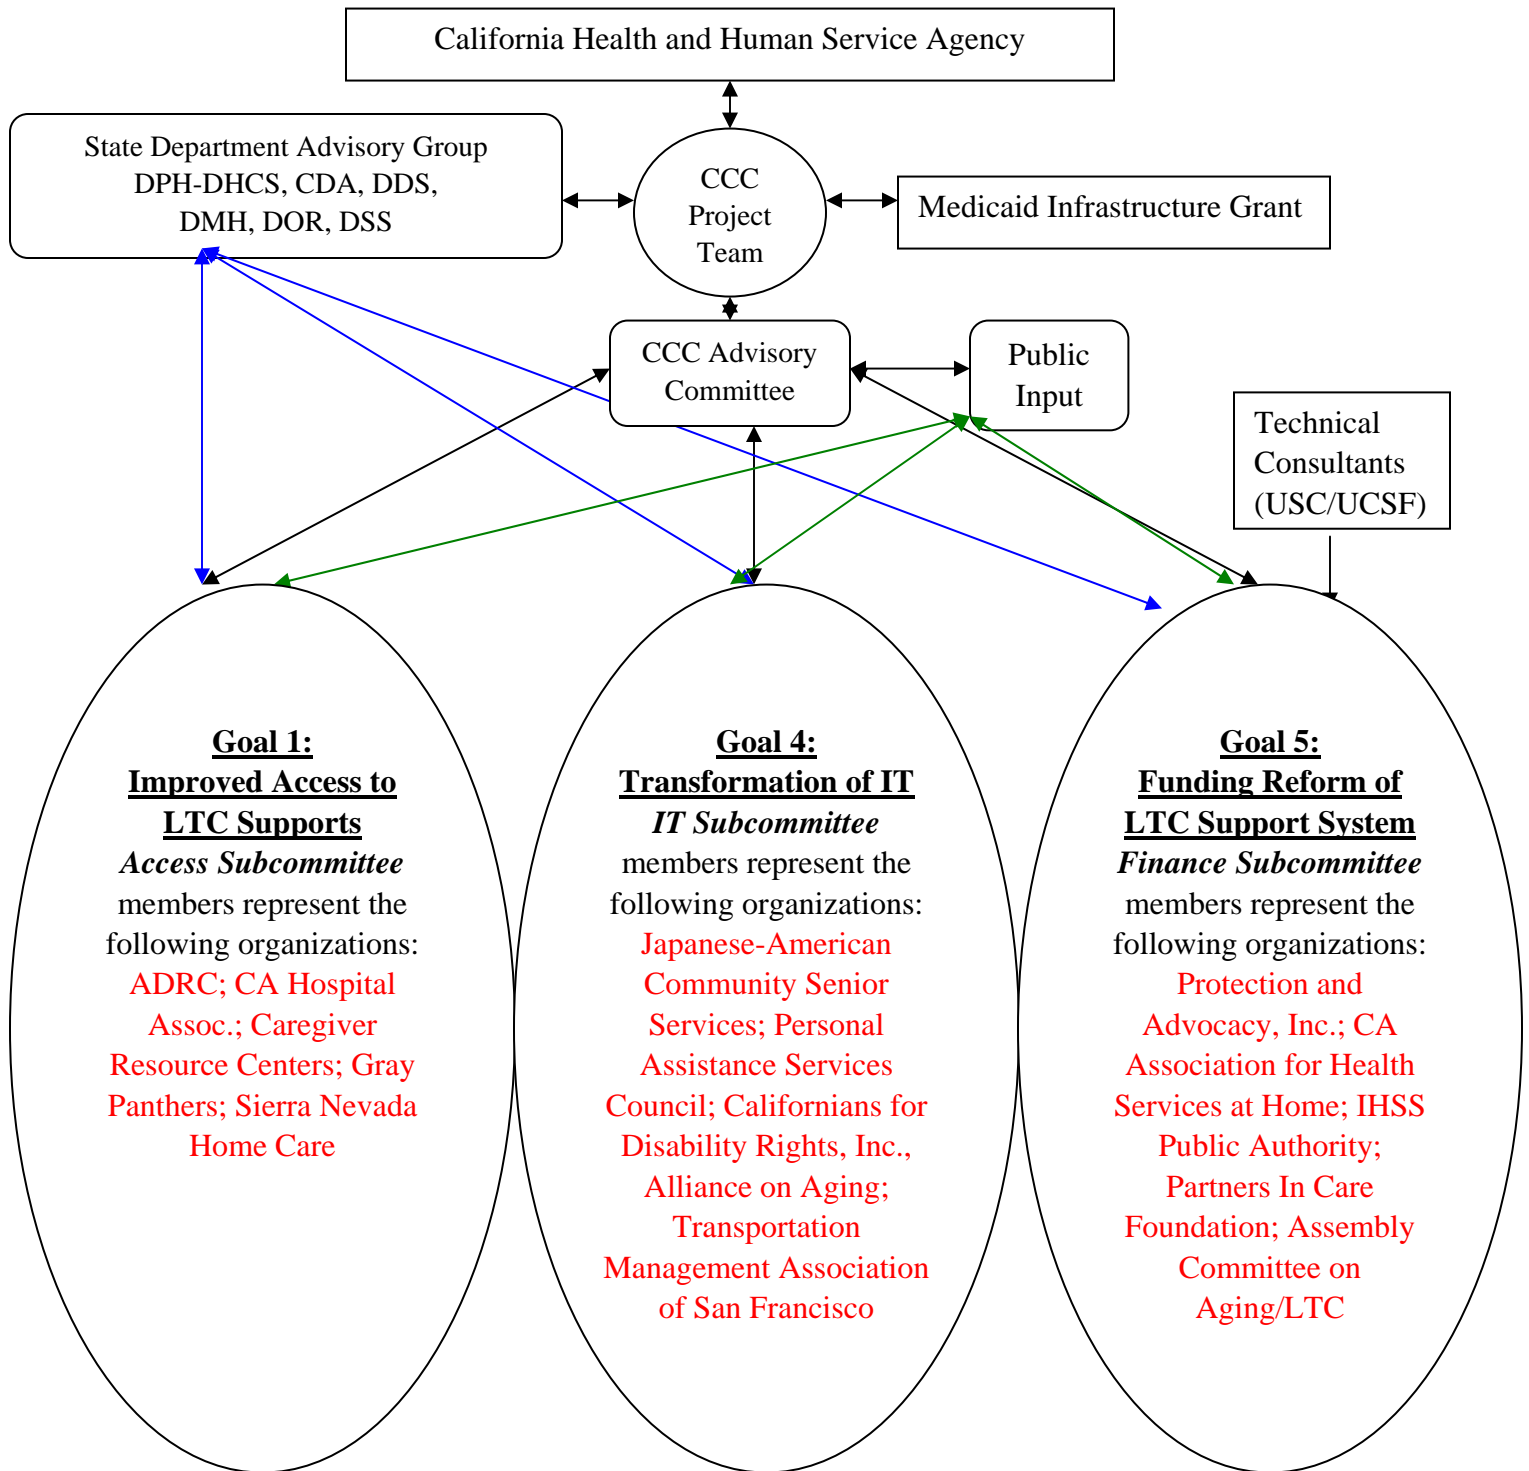 California Health and Human Service Agency
State Department Advisory Group
DPH-DHCS, CDA, DDS,
DMH, DOR, DSS
CCC
Project
Team
Medicaid Infrastructure Grant
CCC Advisory
Committee
Public
Input
Technical
Consultants
(USC/UCSF)
Goal 1:
Improved Access to
LTC Supports
Access Subcommittee
members represent the
following organizations:
ADRC; CA Hospital
Assoc.; Caregiver
Resource Centers; Gray
Panthers; Sierra Nevada
Home Care
Goal 4:
Transformation of IT
IT Subcommittee
members represent the
following organizations:
Japanese-American
Community Senior
Services; Personal
Assistance Services
Council; Californians for
Disability Rights, Inc.,
Alliance on Aging;
Transportation
Management Association
of San Francisco
Goal 5:
Funding Reform of
LTC Support System
Finance Subcommittee
members represent the
following organizations:
Protection and
Advocacy, Inc.; CA
Association for Health
Services at Home; IHSS
Public Authority;
Partners In Care
Foundation; Assembly
Committee on
Aging/LTC